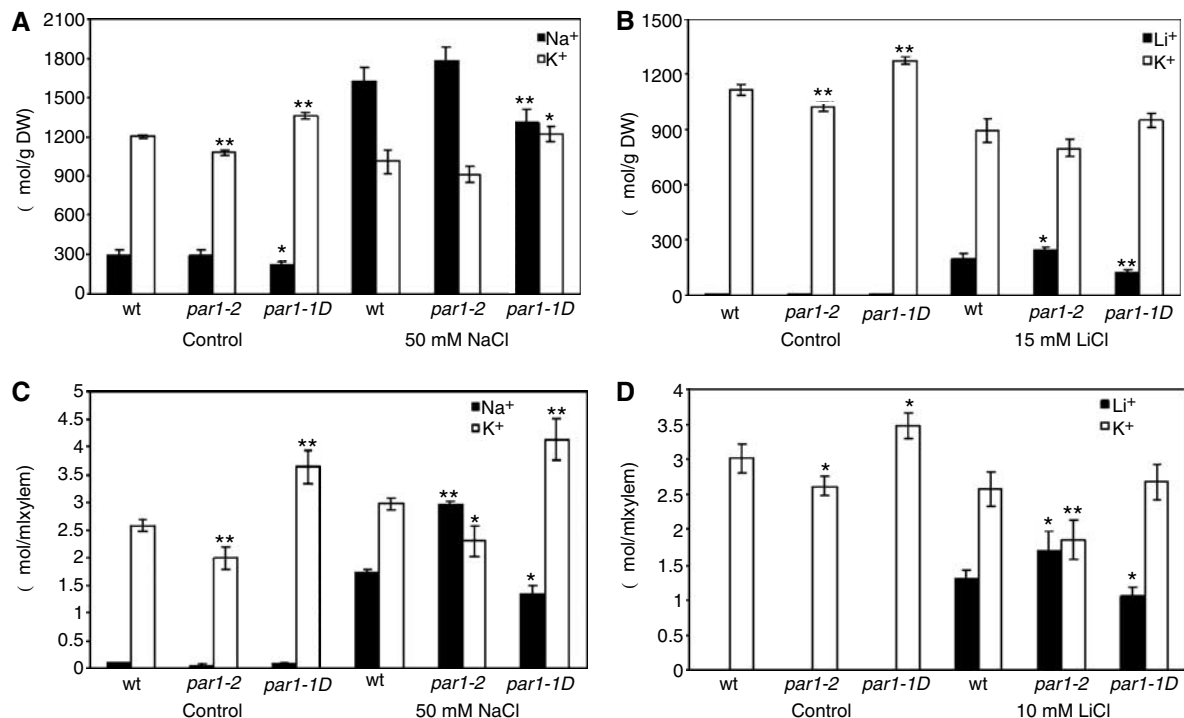 A
2100
1800
1500
1200
900
600
300
0
( mol/g DW)
Na⁺
K⁺
**
*
**
**
*
wt par1-2 par1-1D wt par1-2 par1-1D
Control 50 mM NaCl
B
1500
1200
900
600
300
0
( mol/g DW)
Li⁺
K⁺
**
**
*
**
wt par1-2 par1-1D wt par1-2 par1-1D
Control 15 mM LiCl
C
5
4.5
4
3.5
3
2.5
2
1.5
1
0.5
0
( mol/mlxylem)
Na⁺
K⁺
**
**
**
*
*
**
wt par1-2 par1-1D wt par1-2 par1-1D
Control 50 mM NaCl
D
4
3.5
3
2.5
2
1.5
1
0.5
0
( mol/mlxylem)
Li⁺
K⁺
*
*
*
**
*
wt par1-2 par1-1D wt par1-2 par1-1D
Control 10 mM LiCl